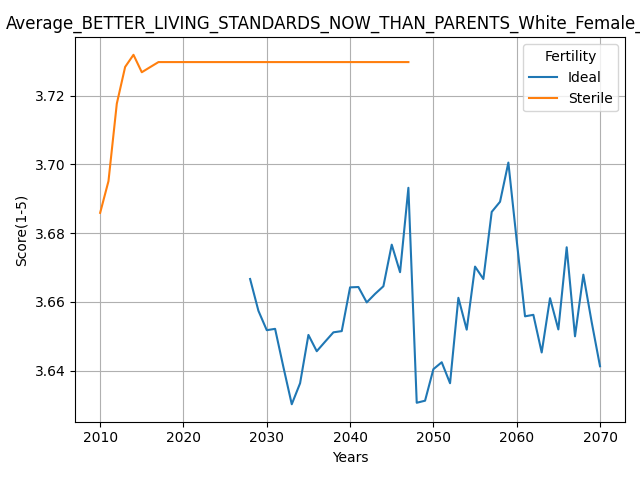 Average_BETTER_LIVING_STANDARDS_NOW_THAN_PARENTS_White_Female_
Fertility
Ideal
Sterile
3.72
3.70
3.68
3.66
3.64
Score(1-5)
2010 2020 2030 2040 2050 2060 2070
Years